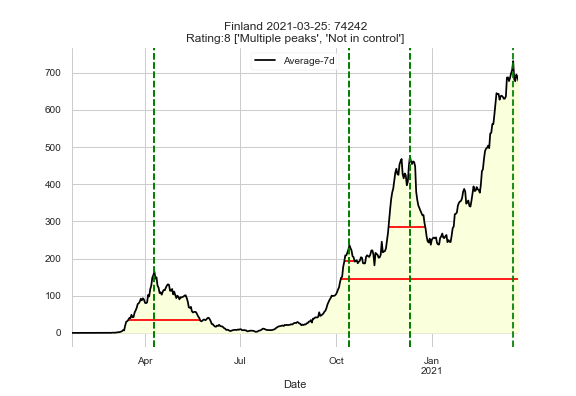 Finland 2021-03-25: 74242
Rating:8 ['Multiple peaks', 'Not in control']
Average-7d
700
600
500
400
300
200
100
0
Apr
Jul
Oct
Jan
2021
Date